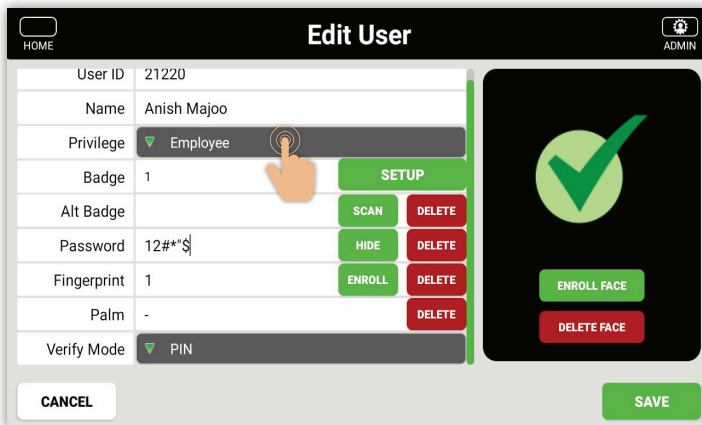 Edit User
HOME
ADMIN
User ID 21220
Name Anish Majoo
Privilege Employee
Badge 1 SETUP
Alt Badge SCAN DELETE
Password 12#*"$ HIDE DELETE
Fingerprint 1 ENROLL DELETE
Palm - DELETE
Verify Mode PIN
ENROLL FACE
DELETE FACE
CANCEL
SAVE